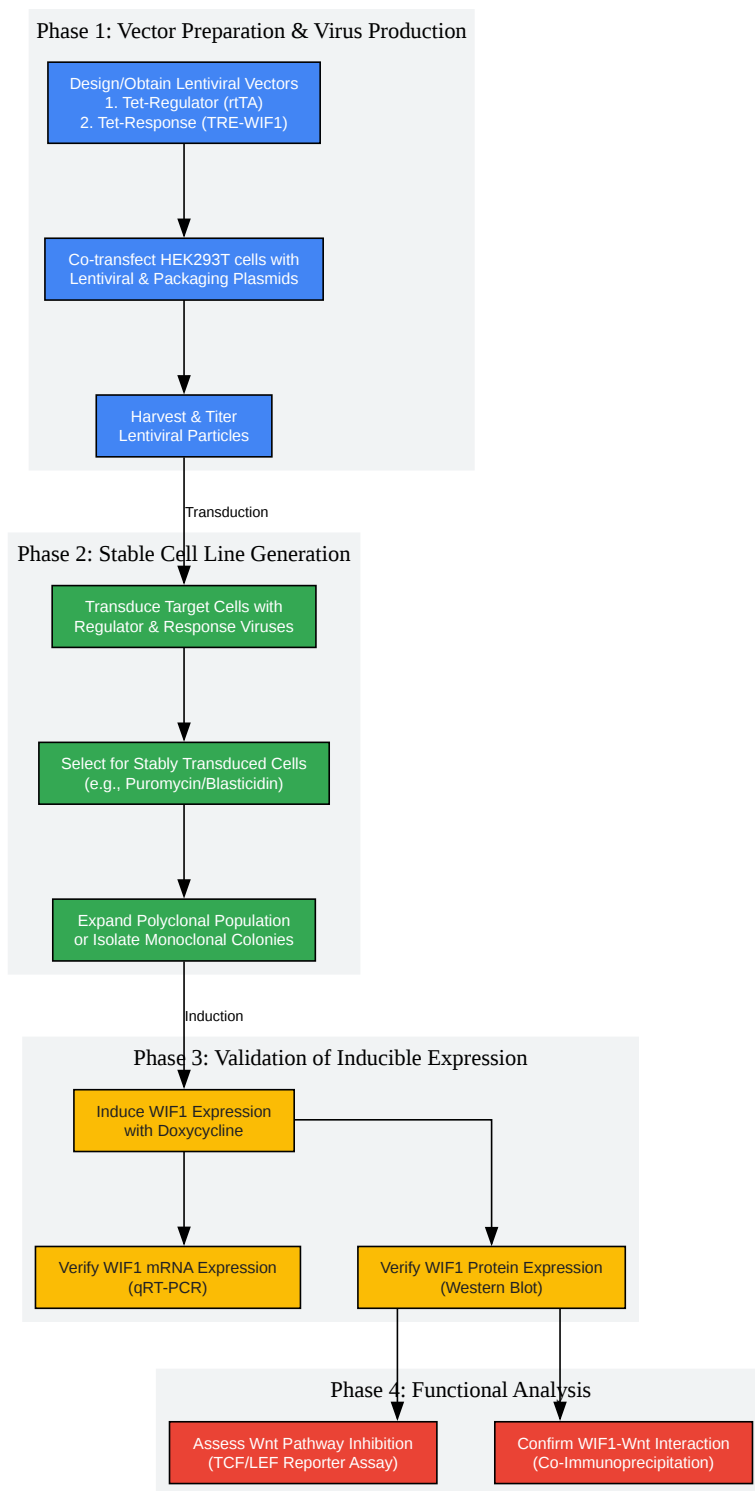 Phase 1: Vector Preparation & Virus Production
Design/Obtain Lentiviral Vectors
1. Tet-Regulator (rtTA)
2. Tet-Response (TRE-WIF1)
Co-transfect HEK293T cells with
Lentiviral & Packaging Plasmids
Harvest & Titer
Lentiviral Particles
Transduction
Phase 2: Stable Cell Line Generation
Transduce Target Cells with
Regulator & Response Viruses
Select for Stably Transduced Cells
(e.g., Puromycin/Blasticidin)
Expand Polyclonal Population
or Isolate Monoclonal Colonies
Induction
Phase 3: Validation of Inducible Expression
Induce WIF1 Expression
with Doxycycline
Verify WIF1 mRNA Expression
(qRT-PCR)
Verify WIF1 Protein Expression
(Western Blot)
Phase 4: Functional Analysis
Assess Wnt Pathway Inhibition
(TCF/LEF Reporter Assay)
Confirm WIF1-Wnt Interaction
(Co-Immunoprecipitation)